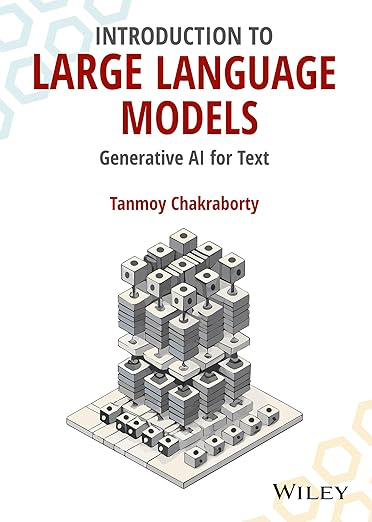 INTRODUCTION TO
LARGE LANGUAGE
MODELS
Generative AI for Text
Tanmoy Chakraborty
WILEY